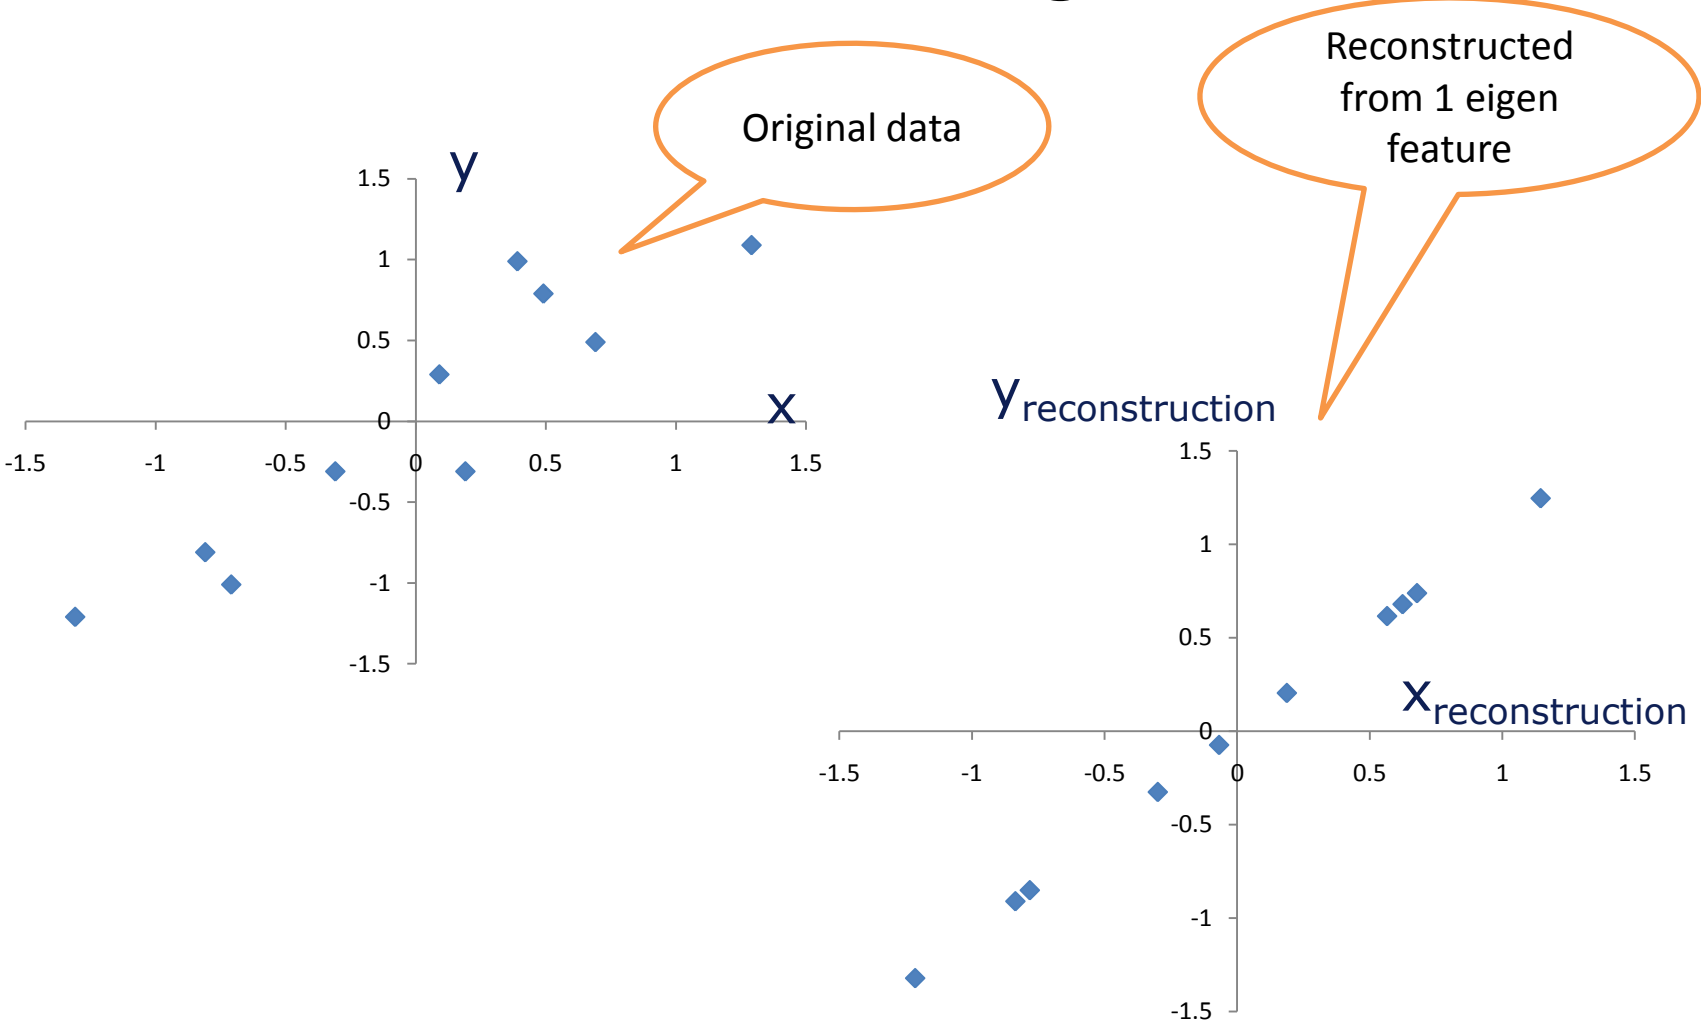 Original data
Reconstructed
from 1 eigen
feature
y
1.5
1
0.5
0
-0.5
-1
-1.5
x
-1.5 -1 -0.5 0 0.5 1 1.5
yreconstruction
1.5
1
0.5
0
-0.5
-1
-1.5
xreconstruction
-1.5 -1 -0.5 0 0.5 1 1.5